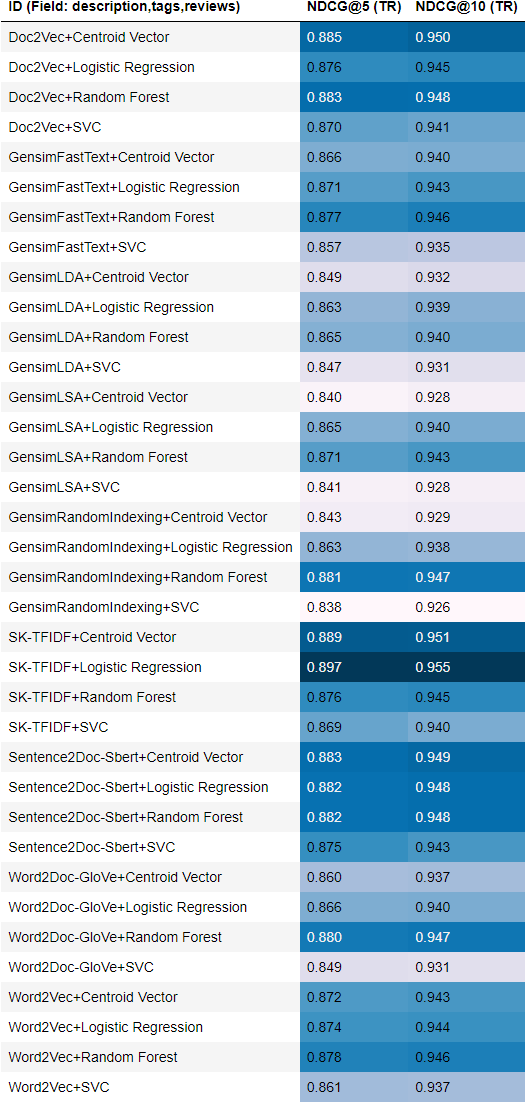 ID (Field: description,tags,reviews) NDCG@5 (TR) NDCG@10 (TR)
Doc2Vec+Centroid Vector 0.885 0.950
Doc2Vec+Logistic Regression 0.876 0.945
Doc2Vec+Random Forest 0.883 0.948
Doc2Vec+SVC 0.870 0.941
GensimFastText+Centroid Vector 0.866 0.940
GensimFastText+Logistic Regression 0.871 0.943
GensimFastText+Random Forest 0.877 0.946
GensimFastText+SVC 0.857 0.935
GensimLDA+Centroid Vector 0.849 0.932
GensimLDA+Logistic Regression 0.863 0.939
GensimLDA+Random Forest 0.865 0.940
GensimLDA+SVC 0.847 0.931
GensimLSA+Centroid Vector 0.840 0.928
GensimLSA+Logistic Regression 0.865 0.940
GensimLSA+Random Forest 0.871 0.943
GensimLSA+SVC 0.841 0.928
GensimRandomIndexing+Centroid Vector 0.843 0.929
GensimRandomIndexing+Logistic Regression 0.863 0.938
GensimRandomIndexing+Random Forest 0.881 0.947
GensimRandomIndexing+SVC 0.838 0.926
SK-TFIDF+Centroid Vector 0.889 0.951
SK-TFIDF+Logistic Regression 0.897 0.955
SK-TFIDF+Random Forest 0.876 0.945
SK-TFIDF+SVC 0.869 0.940
Sentence2Doc-Sbert+Centroid Vector 0.883 0.949
Sentence2Doc-Sbert+Logistic Regression 0.882 0.948
Sentence2Doc-Sbert+Random Forest 0.882 0.948
Sentence2Doc-Sbert+SVC 0.875 0.943
Word2Doc-GloVe+Centroid Vector 0.860 0.937
Word2Doc-GloVe+Logistic Regression 0.866 0.940
Word2Doc-GloVe+Random Forest 0.880 0.947
Word2Doc-GloVe+SVC 0.849 0.931
Word2Vec+Centroid Vector 0.872 0.943
Word2Vec+Logistic Regression 0.874 0.944
Word2Vec+Random Forest 0.878 0.946
Word2Vec+SVC 0.861 0.937